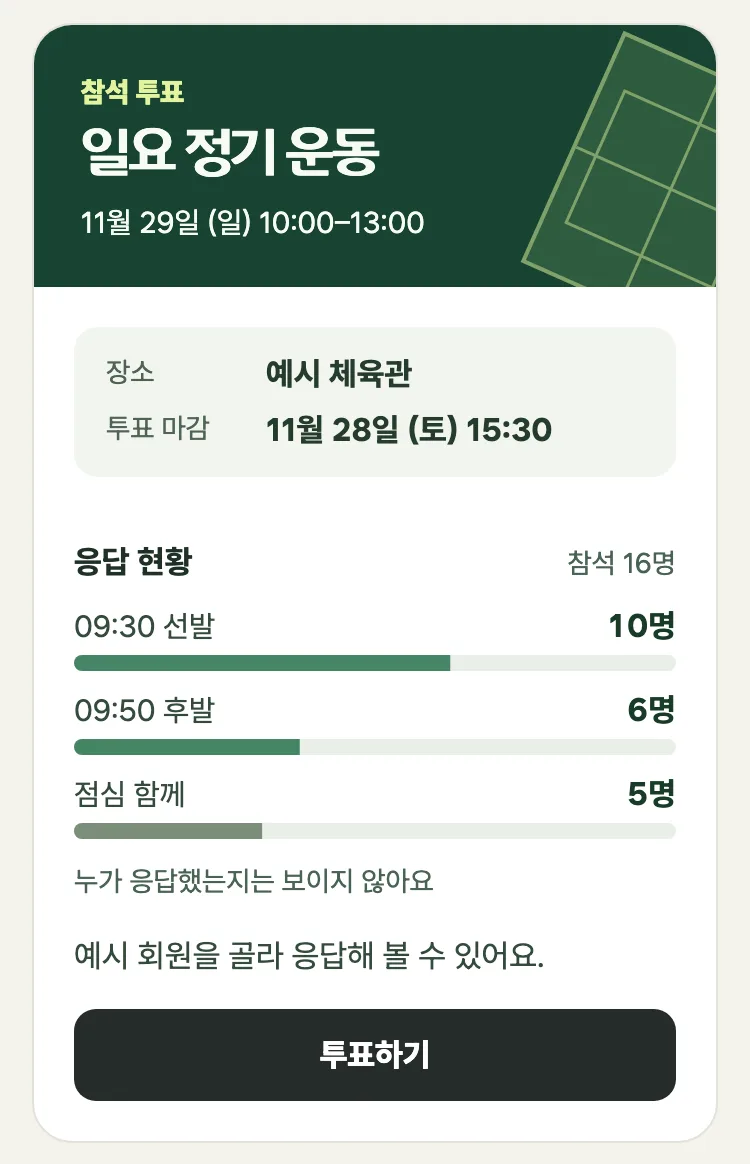 참석 투표
일요 정기 운동
11월 29일 (일) 10:00–13:00
장소 예시 체육관
투표 마감 11월 28일 (토) 15:30
응답 현황 참석 16명
09:30 선발 10명
09:50 후발 6명
점심 함께 5명
누가 응답했는지는 보이지 않아요
예시 회원을 골라 응답해 볼 수 있어요.
투표하기